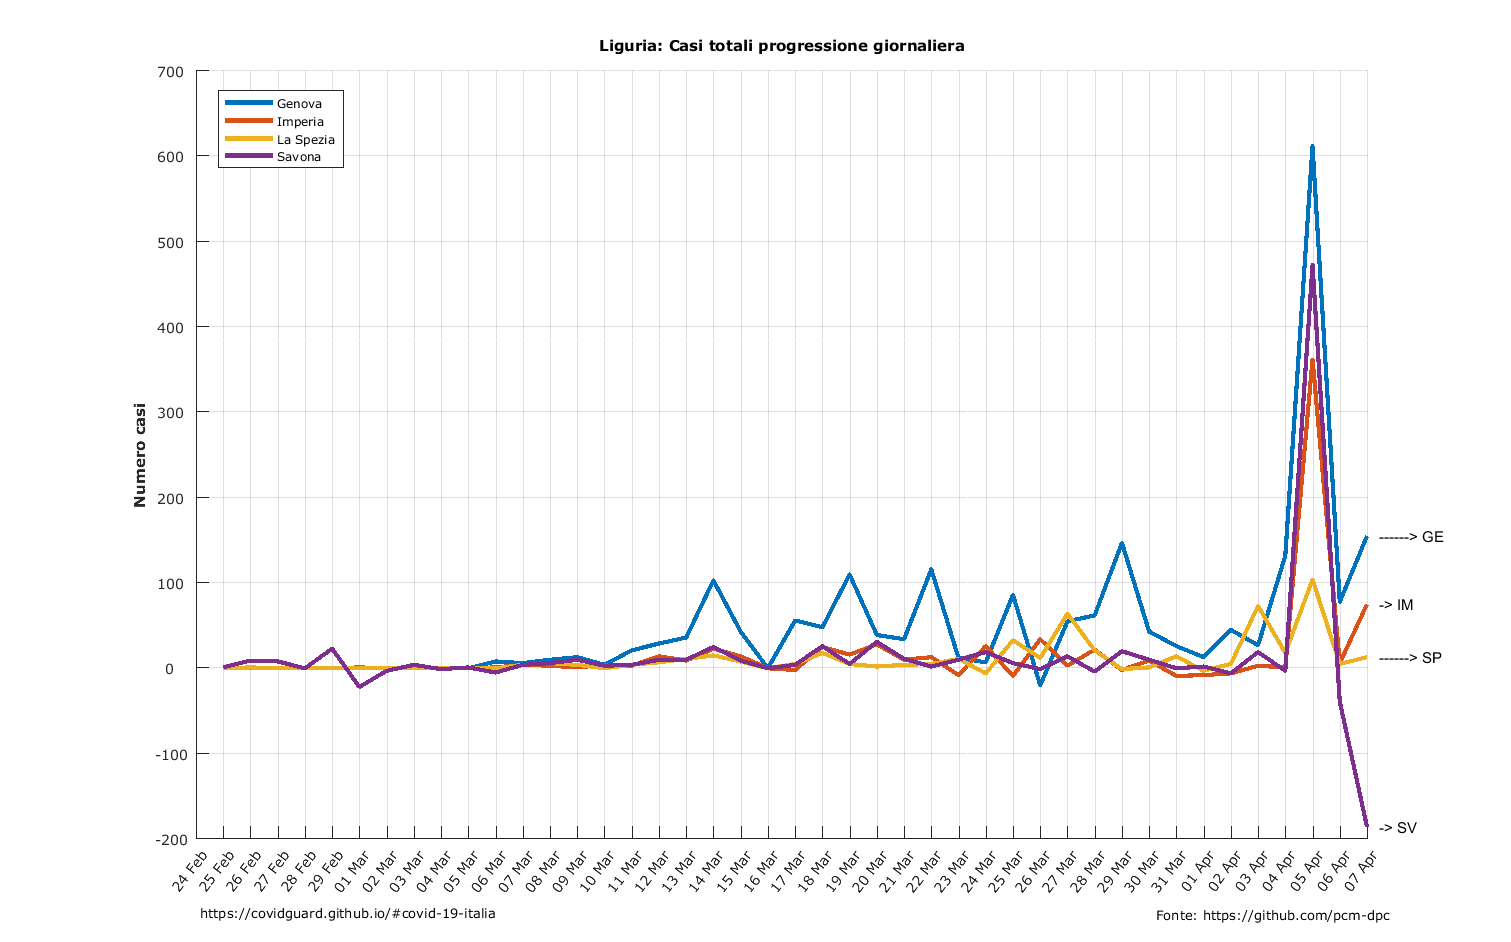 Liguria: Casi totali progressione giornaliera
700
600
500
400
300
200
100
0
-100
-200
Numero casi
Genova
Imperia
La Spezia
Savona
------> GE
-> IM
------> SP
-> SV
24 Feb
25 Feb
26 Feb
27 Feb
28 Feb
29 Feb
01 Mar
02 Mar
03 Mar
04 Mar
05 Mar
06 Mar
07 Mar
08 Mar
09 Mar
10 Mar
11 Mar
12 Mar
13 Mar
14 Mar
15 Mar
16 Mar
17 Mar
18 Mar
19 Mar
20 Mar
21 Mar
22 Mar
23 Mar
24 Mar
25 Mar
26 Mar
27 Mar
28 Mar
29 Mar
30 Mar
31 Mar
01 Apr
02 Apr
03 Apr
04 Apr
05 Apr
06 Apr
07 Apr
https://covidguard.github.io/#covid-19-italia
Fonte: https://github.com/pcm-dpc